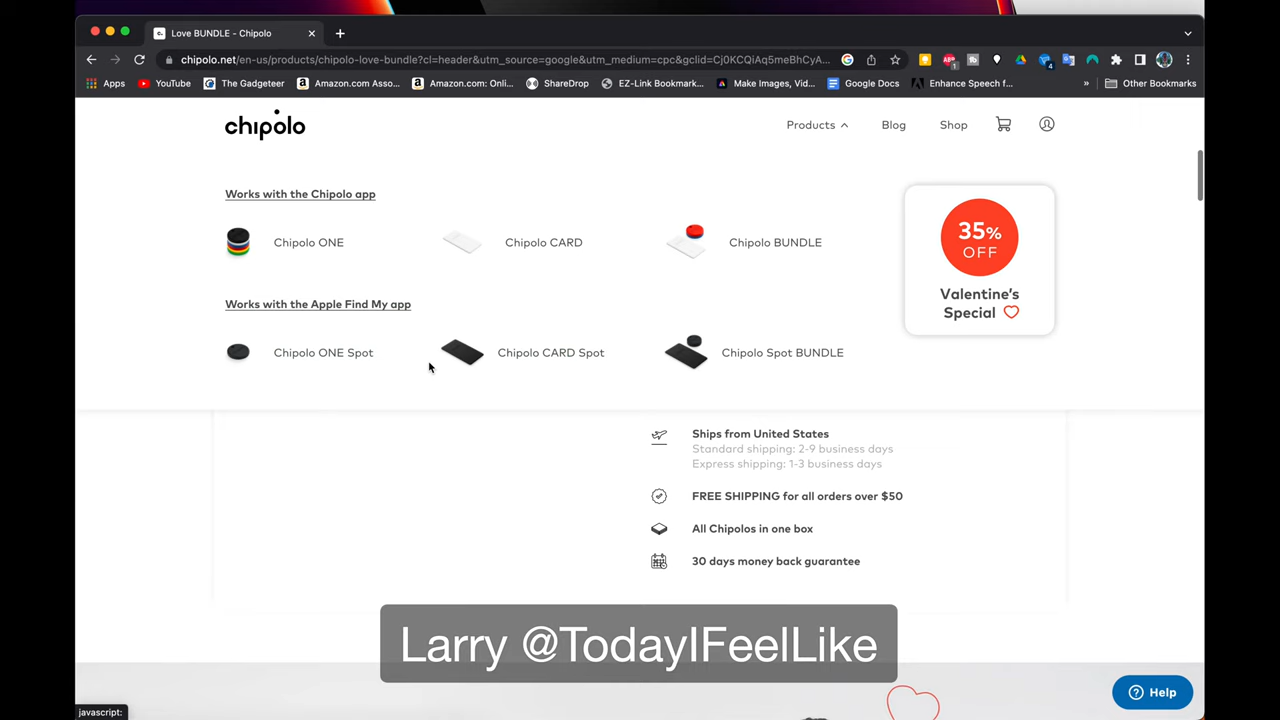 Love BUNDLE - Chipolo
chipolo.net/en-us/products/chipolo-love-bundle?cl=header&utm_source=google&utm_medium=cpc&gclid=Cj0KCQiAq5meBhCyA...
Apps YouTube The Gadgeteer Amazon.com Asso... Amazon.com: Onli... ShareDrop EZ-Link Bookmark... Make Images, Vid... Google Docs Enhance Speech f... » Other Bookmarks
chipolo
Products Blog Shop
Works with the Chipolo app
Chipolo ONE Chipolo CARD Chipolo BUNDLE
35% OFF
Valentine's
Special
Works with the Apple Find My app
Chipolo ONE Spot Chipolo CARD Spot Chipolo Spot BUNDLE
Ships from United States
Standard shipping: 2-9 business days
Express shipping: 1-3 business days
FREE SHIPPING for all orders over $50
All Chipolos in one box
30 days money back guarantee
Larry @TodayIFeelLike
Help
javascript: